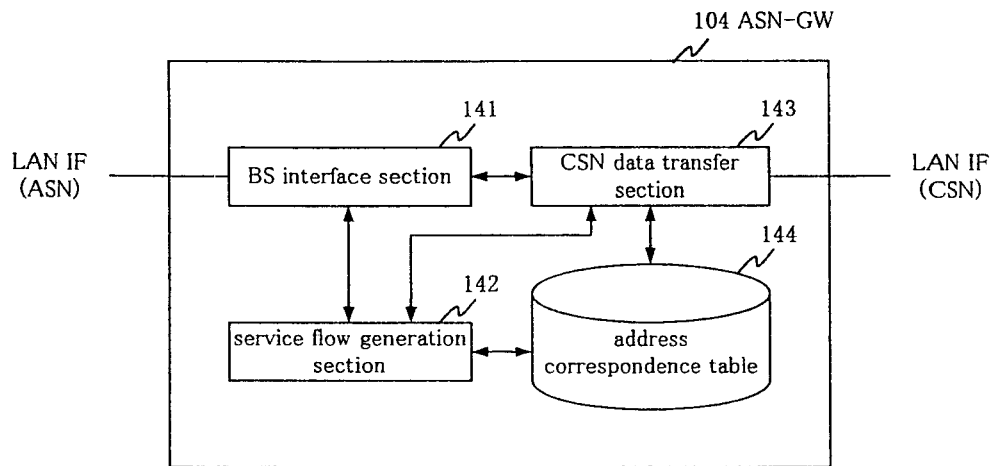 104 ASN-GW
141
143
LAN IF
(ASN)
BS interface section
CSN data transfer
section
LAN IF
(CSN)
144
142
service flow generation
section
address
correspondence table